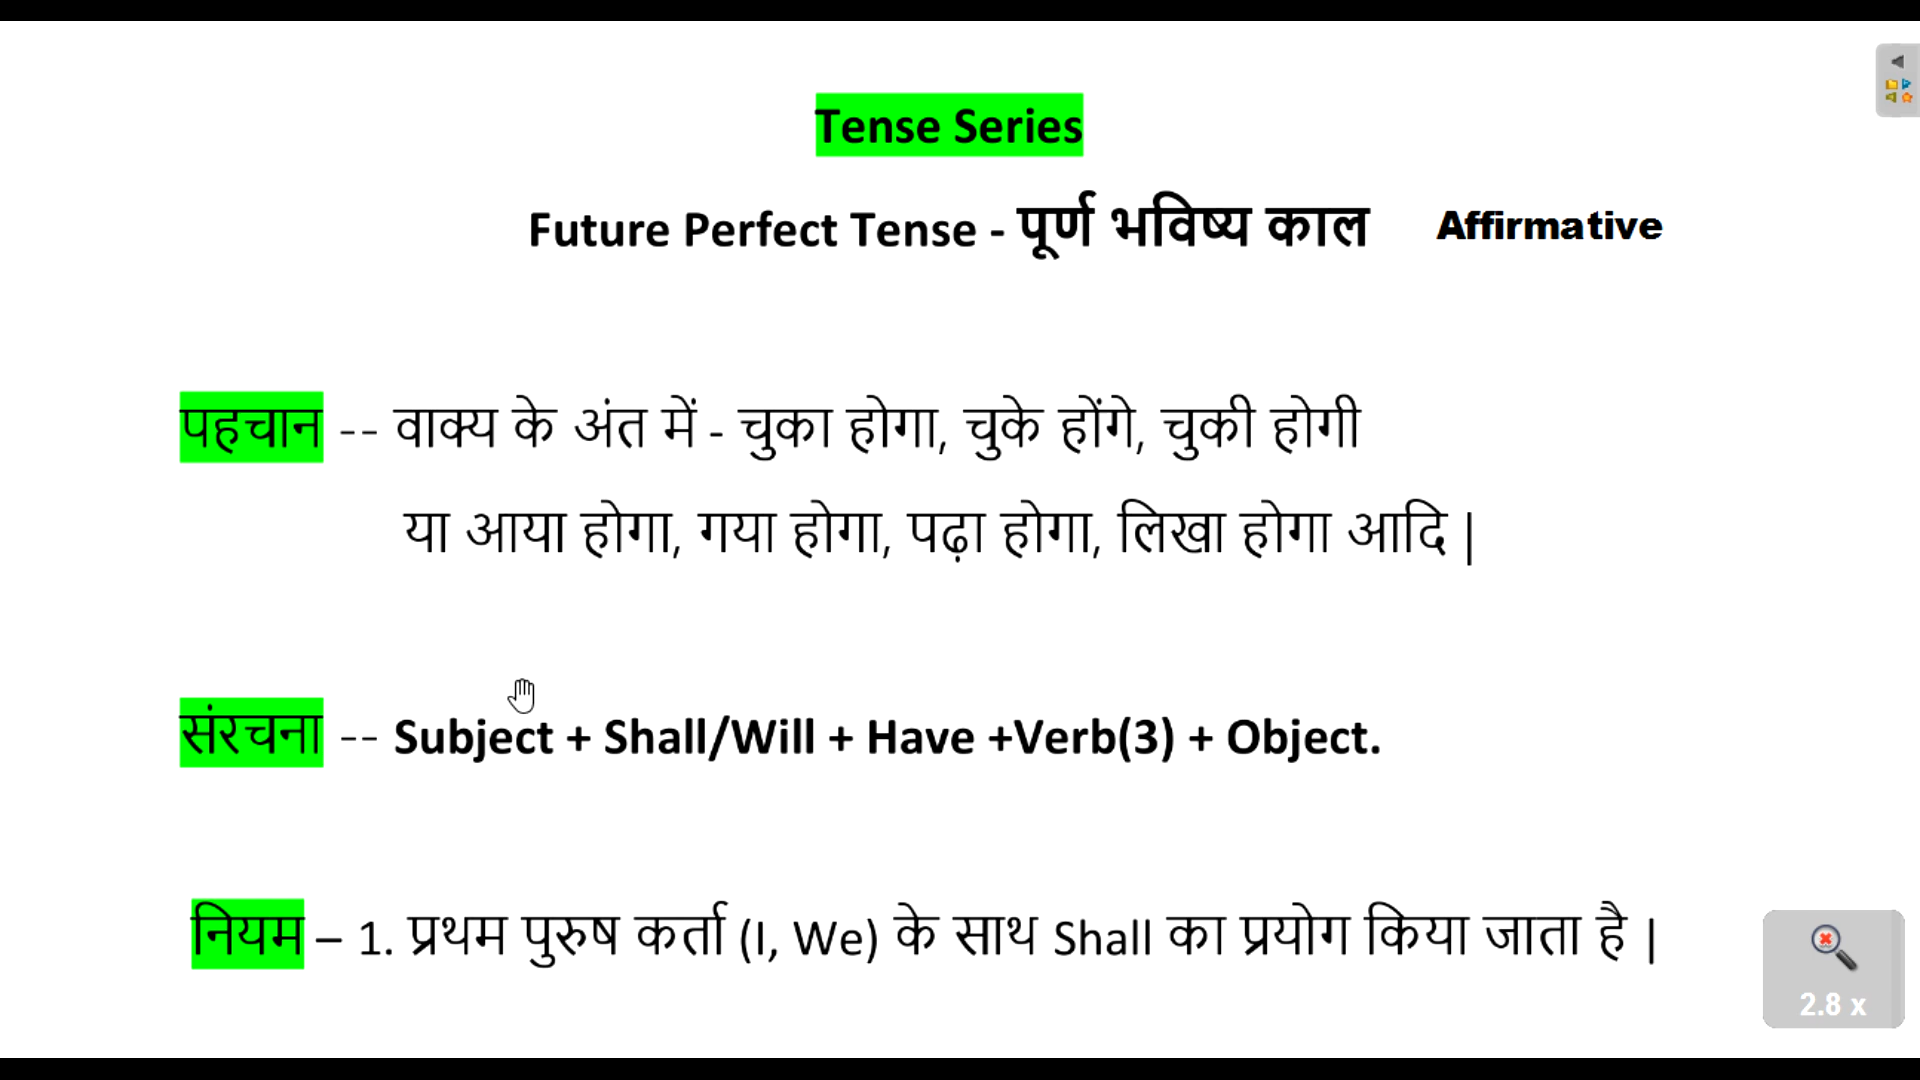 Tense Series
Future Perfect Tense - पूर्ण भविष्य काल Affirmative
पहचान -- वाक्य के अंत में - चुका होगा, चुके होंगे, चुकी होगी
या आया होगा, गया होगा, पढ़ा होगा, लिखा होगा आदि |
संरचना -- Subject + Shall/Will + Have +Verb(3) + Object.
नियम – 1. प्रथम पुरुष कर्ता (I, We) के साथ Shall का प्रयोग किया जाता है |
2.8 x